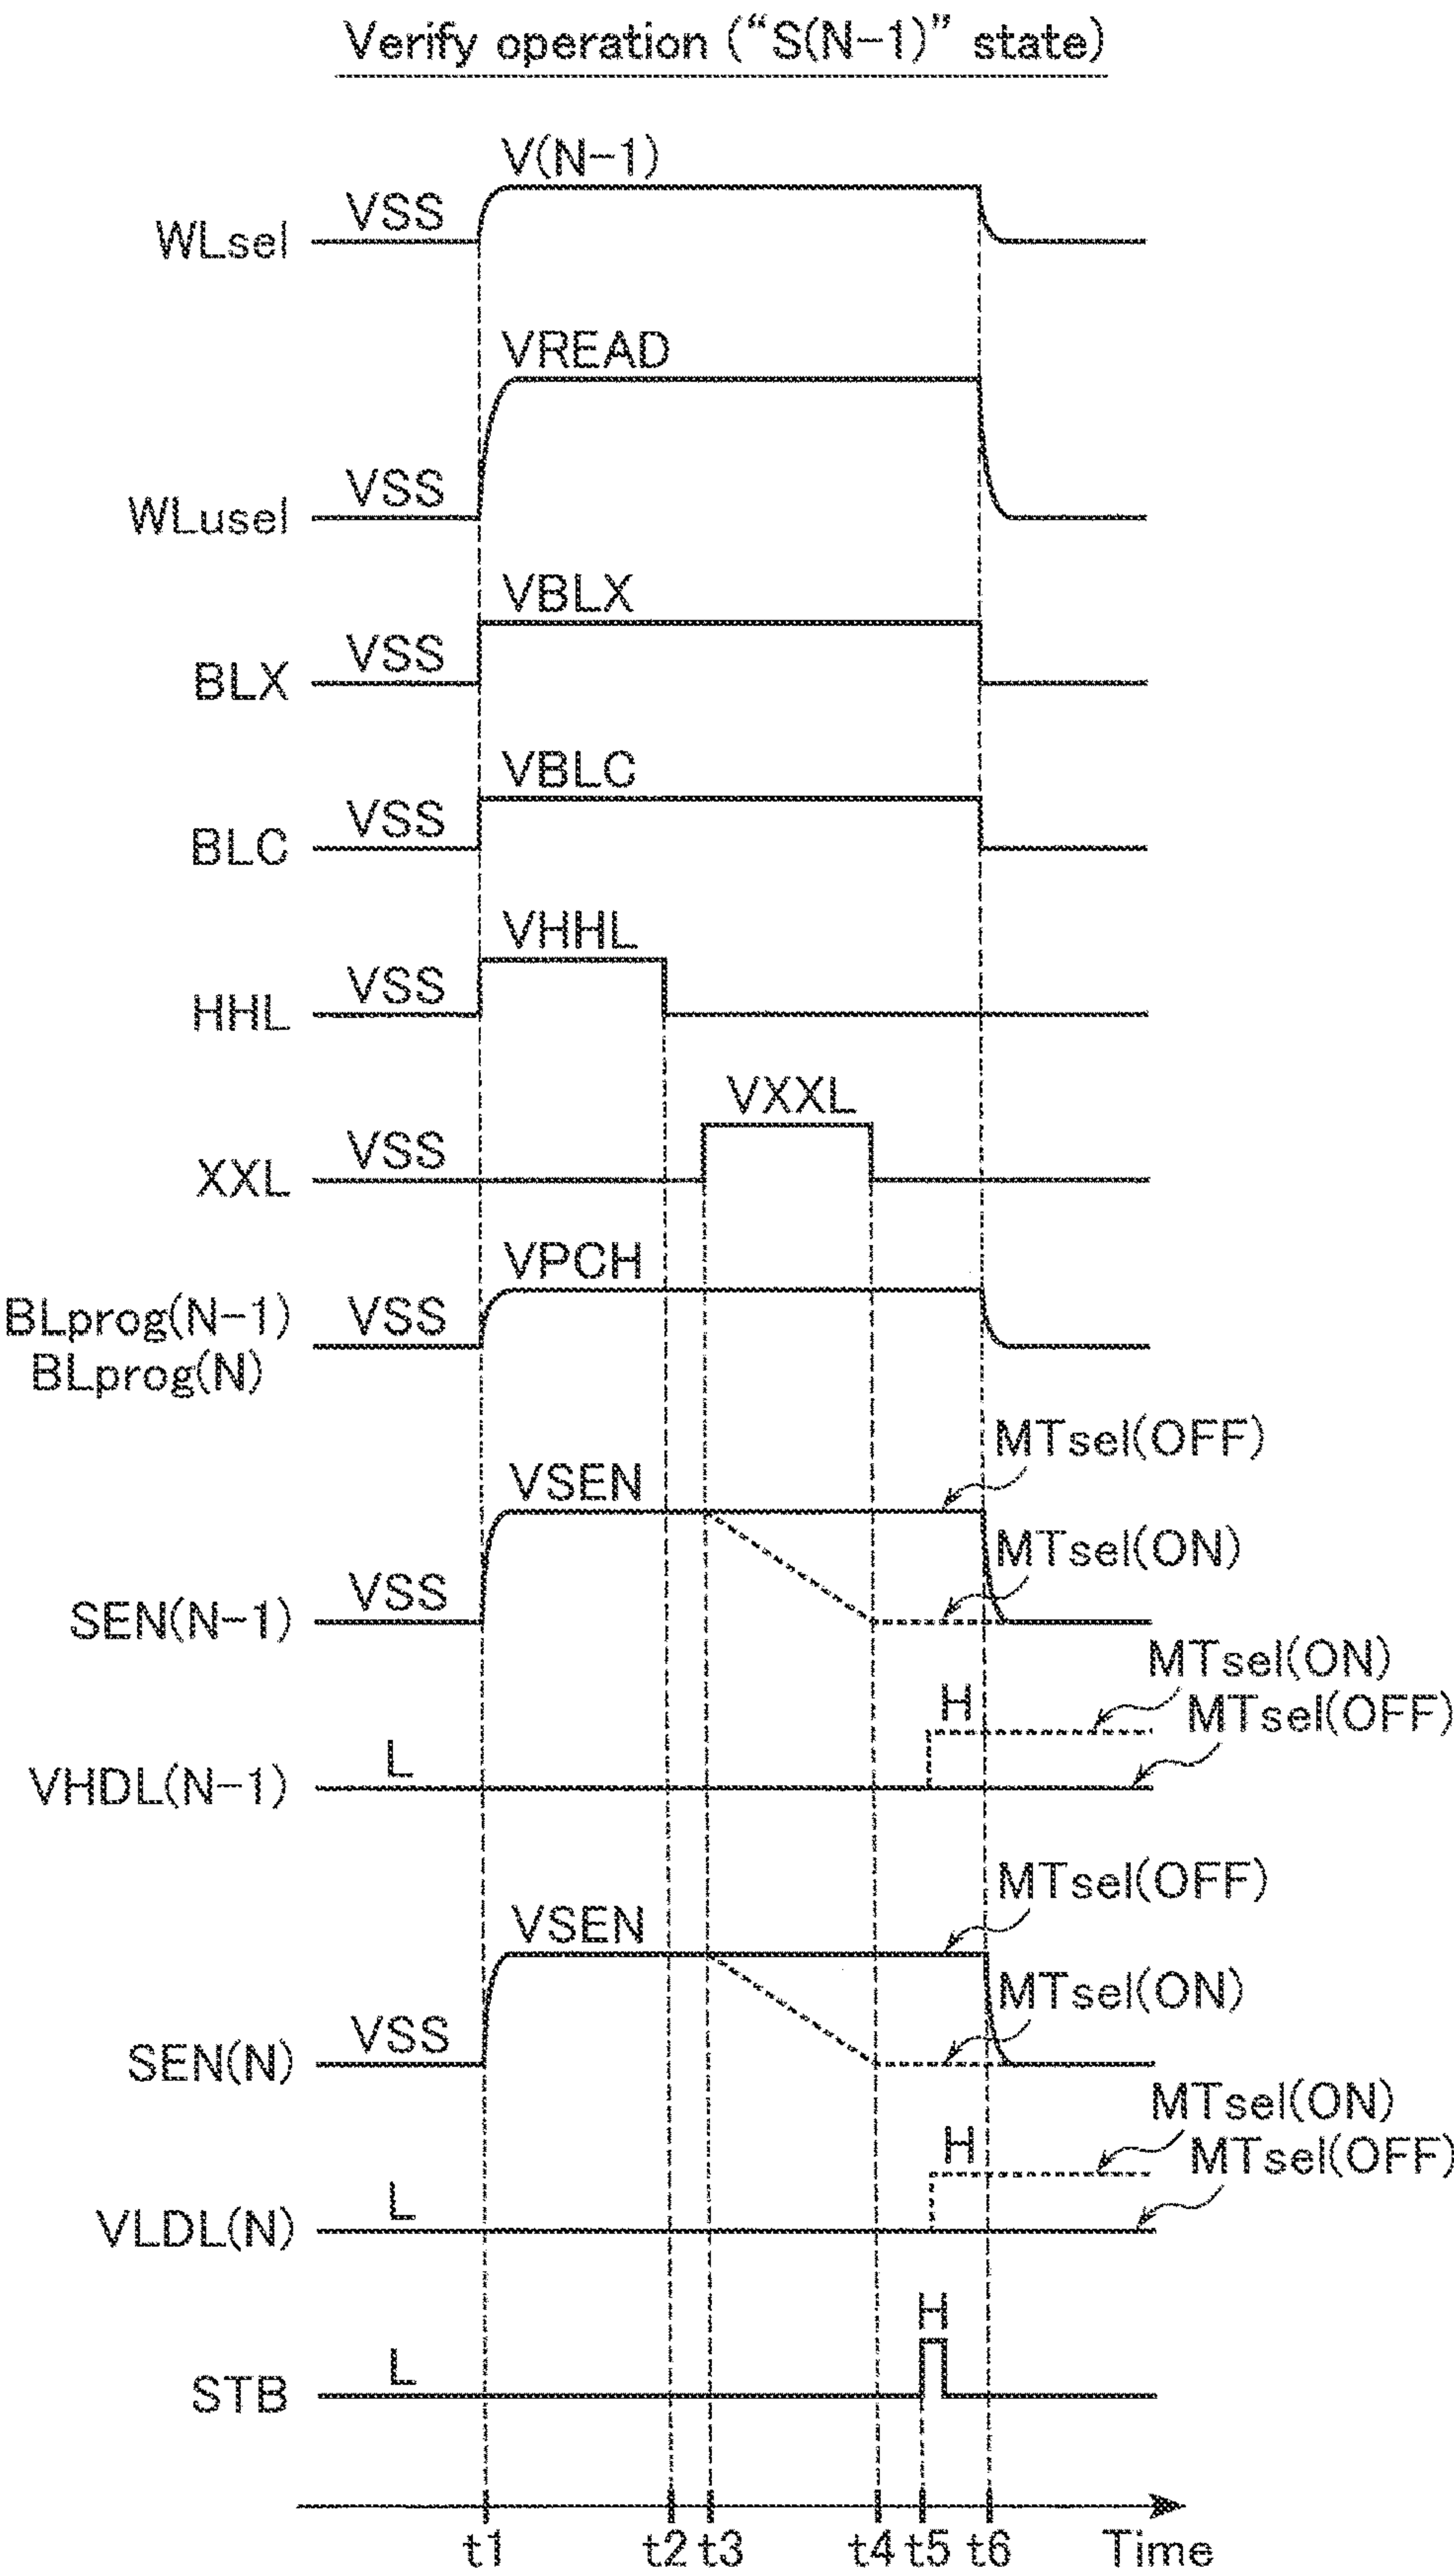 Verify operation (“S(N-1)” state)
V(N-1)
VSS
WLsel
VREAD
VSS
WLusel
VBLX
VSS
BLX
VBLC
VSS
BLC
VHHL
VSS
HHL
VXXL
VSS
XXL
VPCH
BLprog(N-1) VSS
BLprog(N)
MTsel(OFF)
VSEN
MTsel(ON)
VSS
SEN(N-1)
MTsel(ON)
H
MTsel(OFF)
L
VHDL(N-1)
MTsel(OFF)
VSEN
MTsel(ON)
VSS
SEN(N)
MTsel(ON)
H
MTsel(OFF)
L
VLDL(N)
H
L
STB
t1 t2 t3 t4 t5 t6 Time